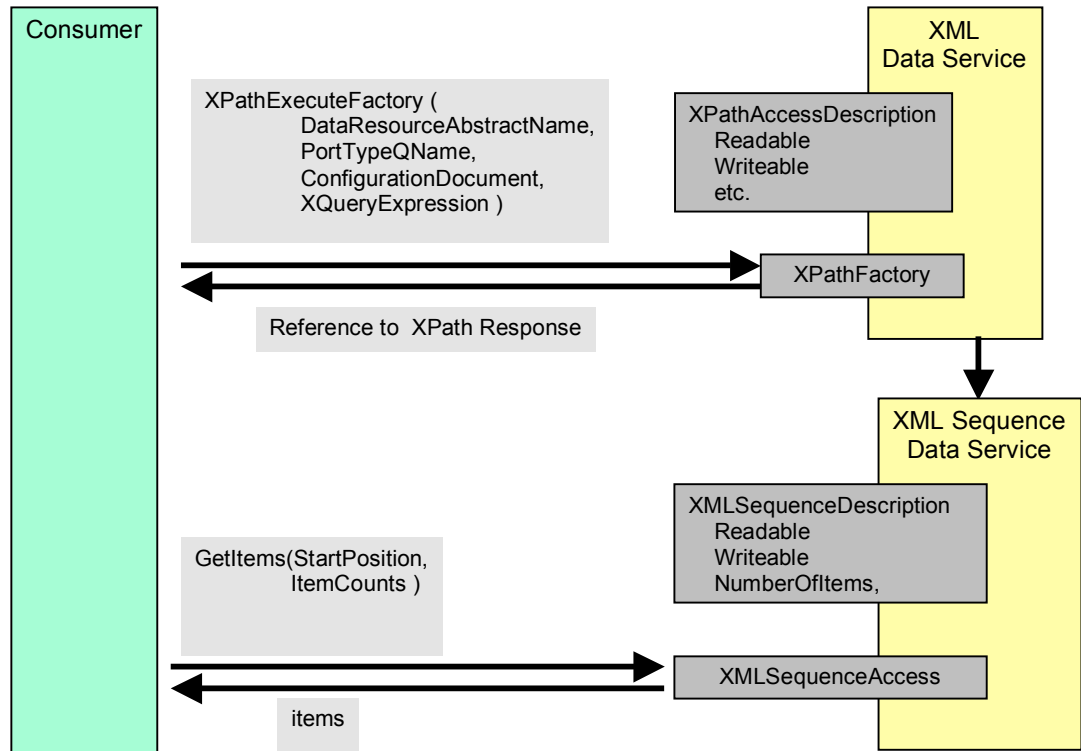 Consumer
XML
Data Service
XPathExecuteFactory (
DataResourceAbstractName,
PortTypeQName,
ConfigurationDocument,
XQueryExpression )
XPathAccessDescription
Readable
Writeable
etc.
XPathFactory
Reference to XPath Response
XML Sequence
Data Service
XMLSequenceDescription
Readable
Writeable
NumberOfItems,
GetItems(StartPosition,
ItemCounts )
XMLSequenceAccess
items